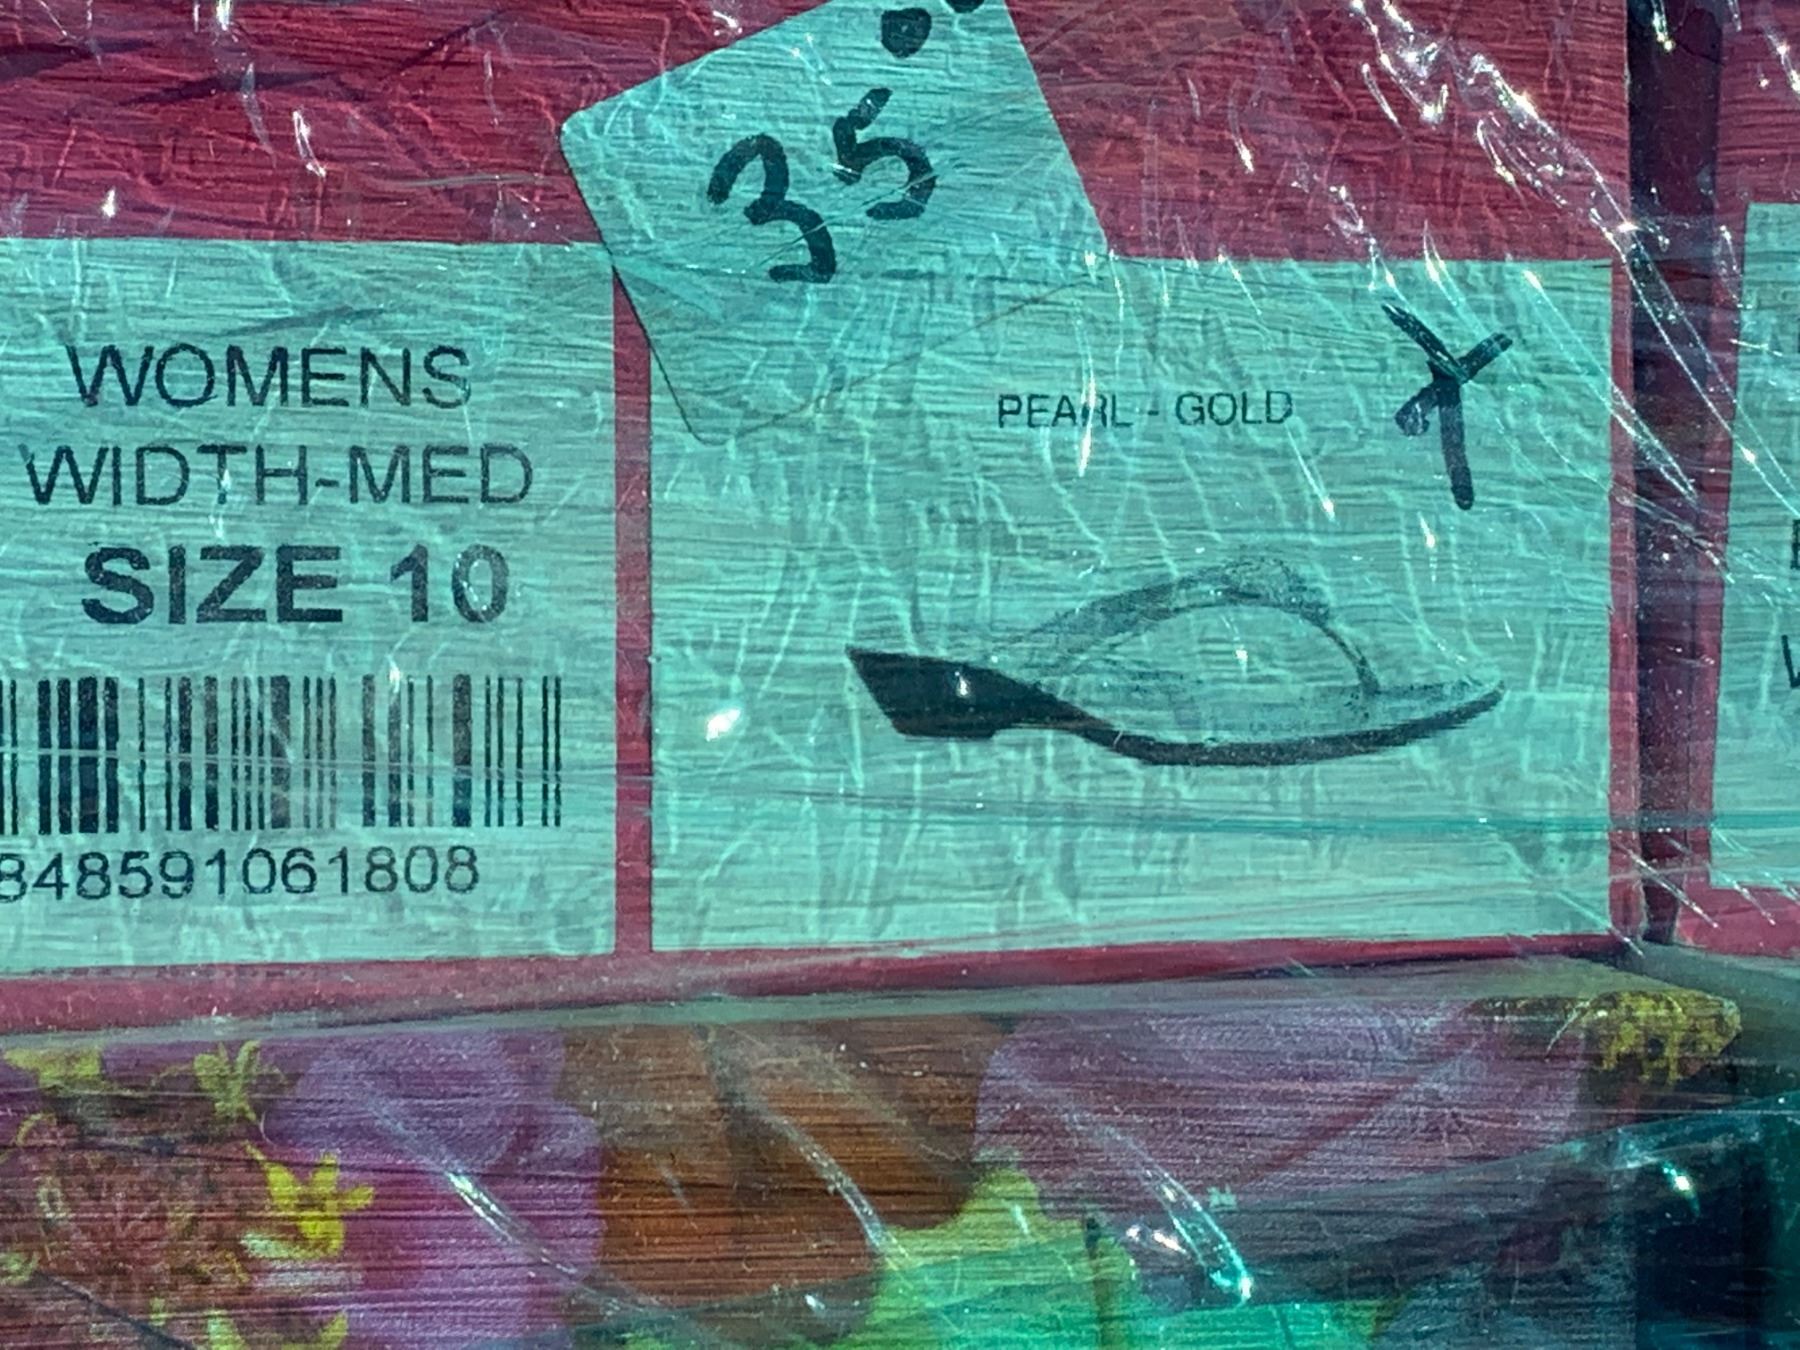 35
WOMENS
WIDTH-MED
SIZE 10
848591061808
PEARL - GOLD